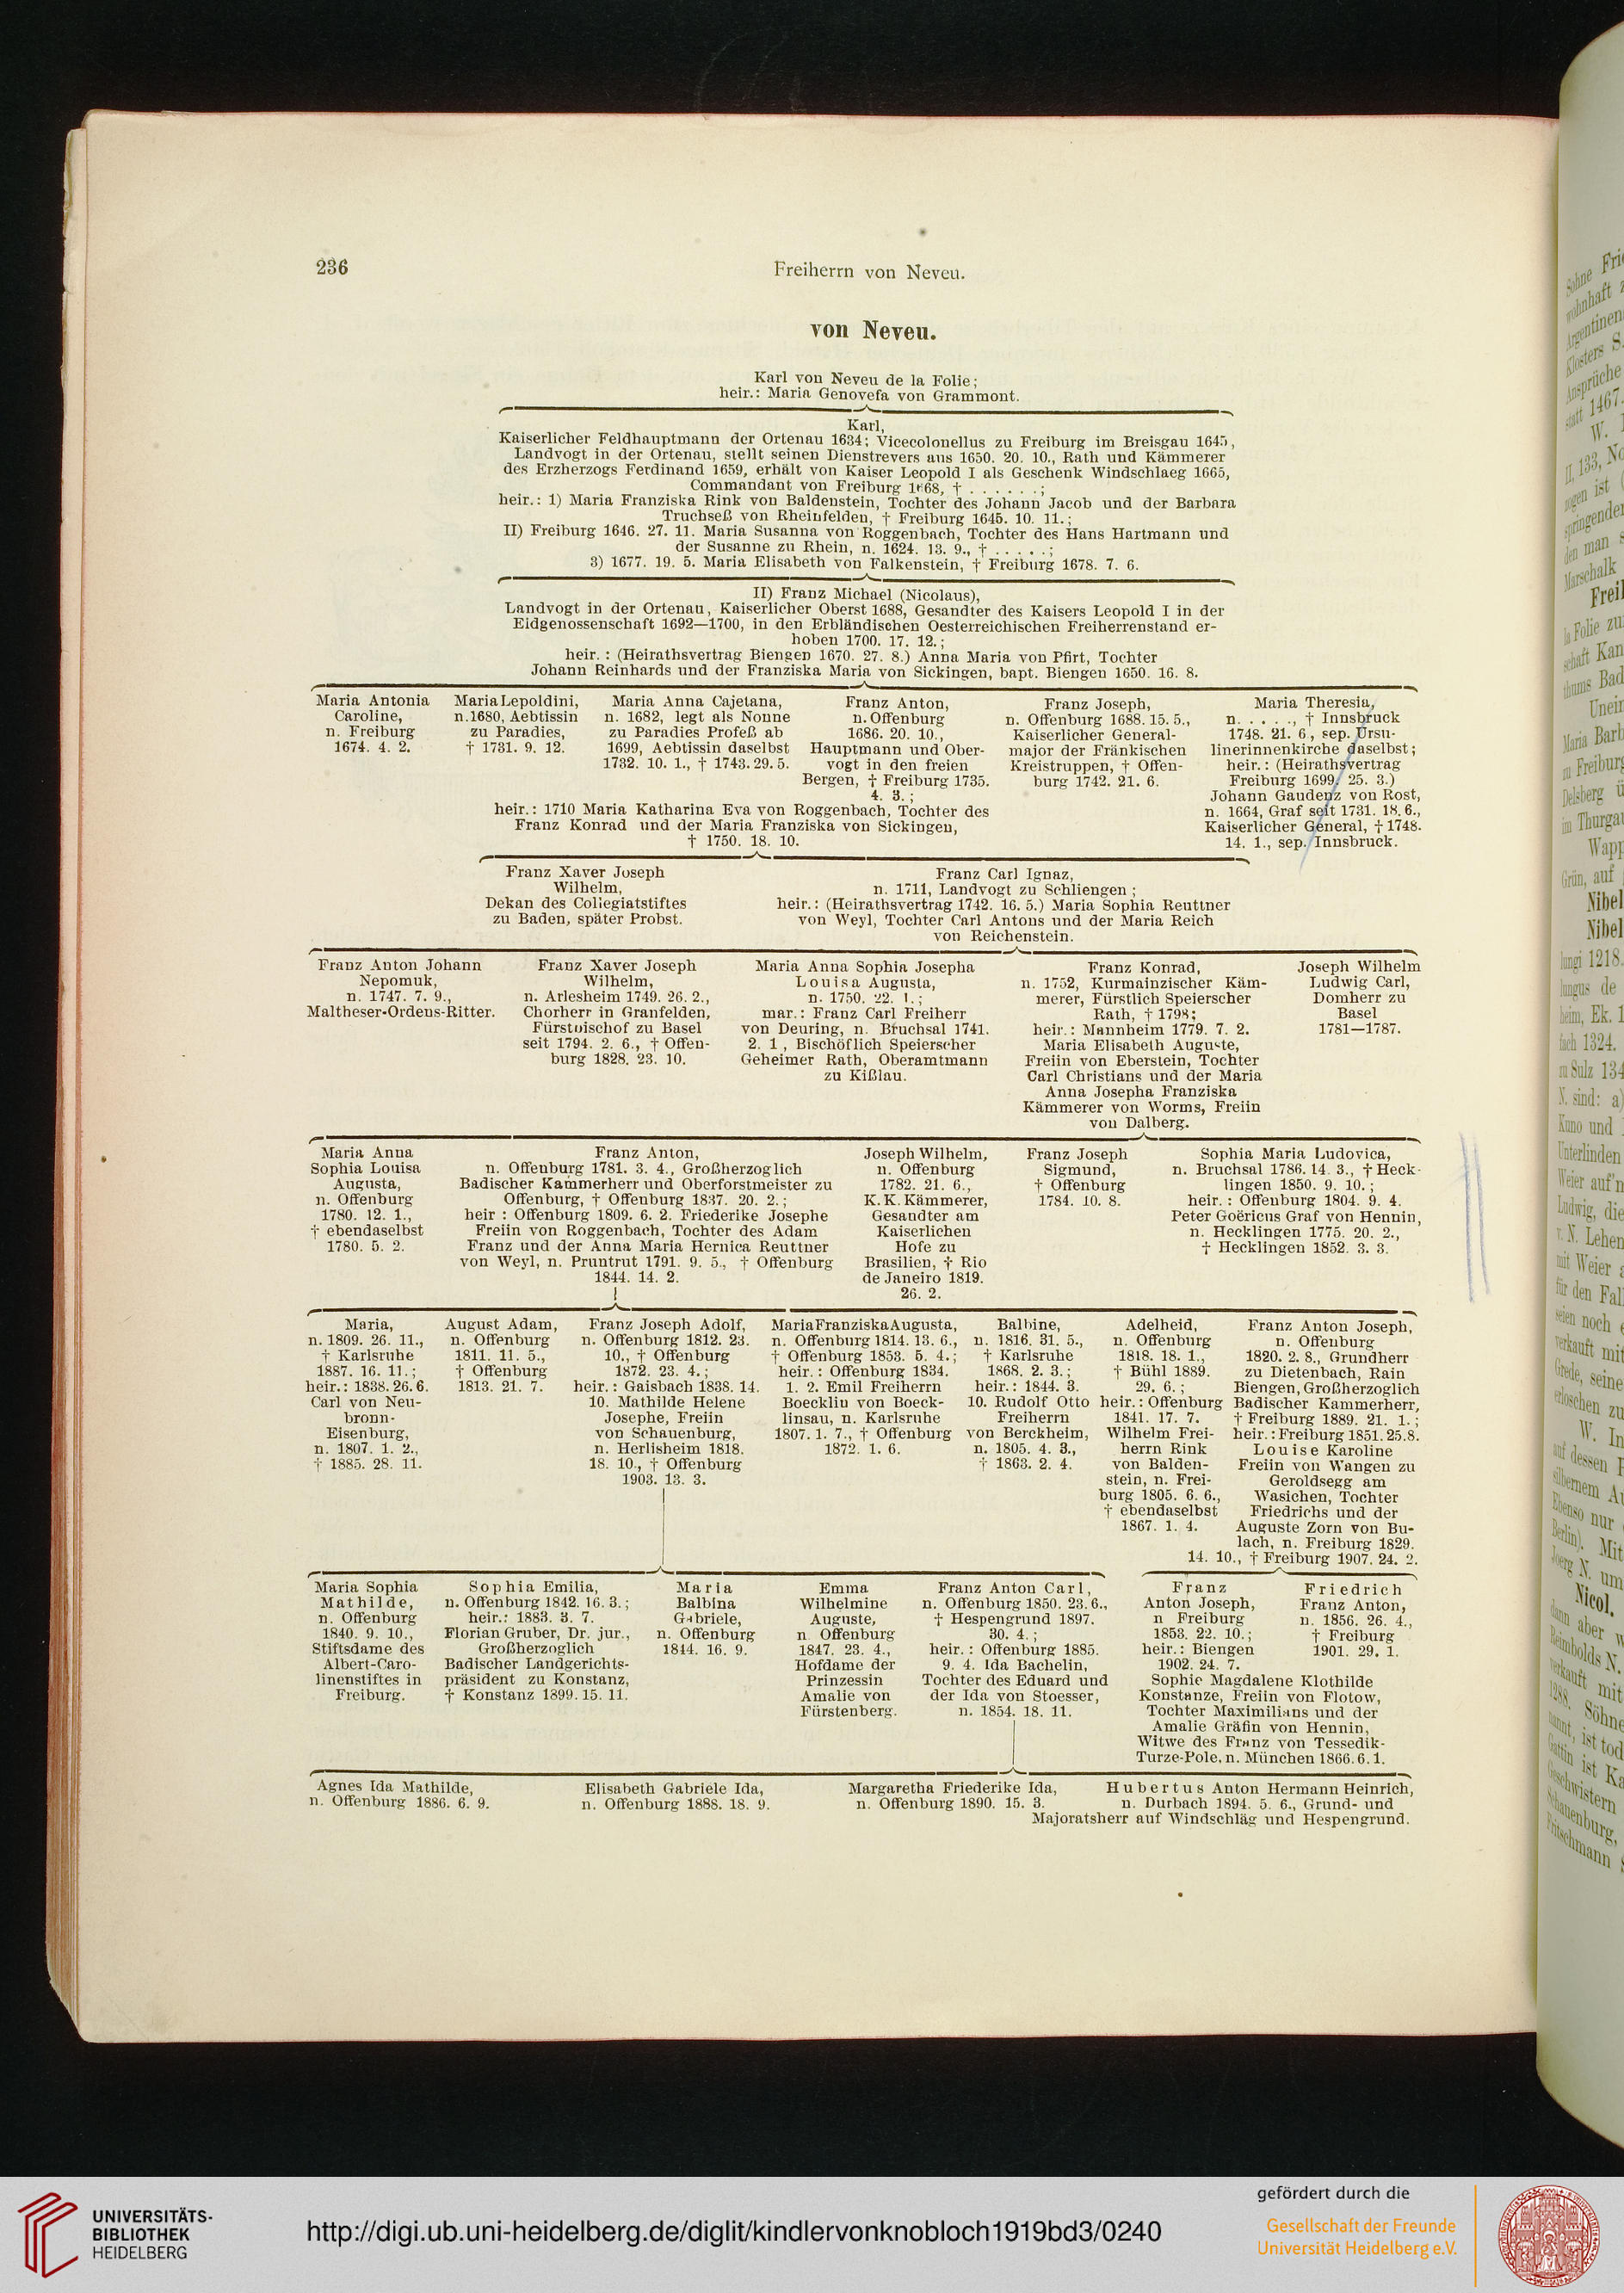 236
Freiherrn von Neveu.
von Neveu.
Karl von Neveu de la Folie;
heir.: Maria Genovefa von Grammont.
Karl,
Kaiserlicher Feldhauptmann der Ortenau 1634; Vicecolonellus zu Freiburg im Breisgau 1645,
Landvogt in der Ortenau, stellt seinen Dienstrevers aus 1650. 20. 10., Rath und Kämmerer
des Erzherzogs Ferdinand 1659, erhält von Kaiser Leopold I als Geschenk Windschlaeg 1665,
Commandant von Freiburg 1668, † . . . . . . ;
heir.: 1) Maria Franziska Rink von Baldenstein, Tochter des Johann Jacob und der Barbara
Truchseß von Rheinfelden, † Freiburg 1645. 10. 11.;
II) Freiburg 1646. 27. 11. Maria Susanna von Roggenbach, Tochter des Hans Hartmann und
der Susanne zu Rhein, n. 1624. 13. 9., † . . . . . ;
3) 1677. 19. 5. Maria Elisabeth von Falkenstein, † Freiburg 1678. 7. 6.
II) Franz Michael (Nicolaus),
Landvogt in der Ortenau, Kaiserlicher Oberst 1688, Gesandter des Kaisers Leopold I in der
Eidgenossenschaft 1692—1700, in den Erbländischen Oesterreichischen Freiherrenstand er-
hoben 1700. 17. 12.;
heir. : (Heirathsvertrag Biengen 1670. 27. 8.) Anna Maria von Pfirt, Tochter
Johann Reinhards und der Franziska Maria von Sickingen, bapt. Biengen 1650. 16. 8.
Maria Antonia
Caroline,
n. Freiburg
1674. 4. 2.
Maria Lepoldini,
n. 1680, Aebtissin
zu Paradies,
† 1731. 9. 12.
Maria Anna Cajetana,
n. 1682, legt als Nonne
zu Paradies Profeß ab
1699, Aebtissin daselbst
1732. 10. 1., † 1743. 29. 5.
Franz Anton,
n. Offenburg
1686. 20. 10.,
Hauptmann und Ober-
vogt in den freien
Bergen, † Freiburg 1735.
4. 3.;
heir.: 1710 Maria Katharina Eva von Roggenbach, Tochter des
Franz Konrad und der Maria Franziska von Sickingen,
† 1750. 18. 10.
Franz Joseph,
n. Offenburg 1688. 15. 5.,
Kaiserlicher General-
major der Fränkischen
Kreistruppen, † Offen-
burg 1742. 21. 6.
Maria Theresia,
n. . . . . ., † Innsbruck
1748. 21. 6, sep. Ursu-
linerinnenkirche daselbst;
heir.: (Heirathsvertrag
Freiburg 1699. 25. 3.)
Johann Gaudenz von Rost,
n. 1664, Graf seit 1731. 18. 6.,
Kaiserlicher General, † 1748.
14. 1., sep. Innsbruck.
Franz Xaver Joseph
Wilhelm,
Dekan des Collegiatstiftes
zu Baden, später Probst.
Franz Carl Ignaz,
n. 1711, Landvogt zu Schliengen ;
heir.: (Heirathsvertrag 1742. 16. 5.) Maria Sophia Reuttner
von Weyl, Tochter Carl Antons und der Maria Reich
von Reichenstein.
Franz Anton Johann
Nepomuk,
n. 1747. 7. 9.,
Maltheser-Ordens-Ritter.
Franz Xaver Joseph
Wilhelm,
n. Arlesheim 1749. 26. 2.,
Chorherr in Granfelden,
Fürstbischof zu Basel
seit 1794. 2. 6., † Offen-
burg 1828. 23. 10.
Maria Anna Sophia Josepha
Louisa Augusta,
n. 1750. 22. 1.;
mar.: Franz Carl Freiherr
von Deuring, n. Bruchsal 1741.
2. 1, Bischöflich Speierscher
Geheimer Rath, Oberamtmann
zu Kißlau.
Franz Konrad,
n. 1752, Kurmainzischer Käm-
merer, Fürstlich Speierscher
Rath, † 1798;
heir.: Mannheim 1779. 7. 2.
Maria Elisabeth Auguste,
Freiin von Eberstein, Tochter
Carl Christians und der Maria
Anna Josepha Franziska
Kämmerer von Worms, Freiin
von Dalberg.
Joseph Wilhelm
Ludwig Carl,
Domherr zu
Basel
1781—1787.
Maria Anna
Sophia Louisa
Augusta,
n. Offenburg
1780. 12. 1.,
† ebendaselbst
1780. 5. 2.
Franz Anton,
n. Offenburg 1781. 3. 4., Großherzoglich
Badischer Kammerherr und Oberforstmeister zu
Offenburg, † Offenburg 1837. 20. 2.;
heir : Offenburg 1809. 6. 2. Friederike Josephe
Freiin von Roggenbach, Tochter des Adam
Franz und der Anna Maria Hernica Reuttner
von Weyl, n. Pruntrut 1791. 9. 5., † Offenburg
1844. 14. 2.
Joseph Wilhelm,
n. Offenburg
1782. 21. 6.,
K. K. Kämmerer,
Gesandter am
Kaiserlichen
Hofe zu
Brasilien, † Rio
de Janeiro 1819.
26. 2.
Franz Joseph
Sigmund,
† Offenburg
1784. 10. 8.
Sophia Maria Ludovica,
n. Bruchsal 1786. 14. 3., † Heck-
lingen 1850. 9. 10.;
heir. : Offenburg 1804. 9. 4.
Peter Goëricus Graf von Hennin,
n. Hecklingen 1775. 20. 2.,
† Hecklingen 1852. 3. 3.
Maria,
n. 1809. 26. 11.,
† Karlsruhe
1887. 16. 11.;
heir.: 1838. 26. 6.
Carl von Neu-
bronn-
Eisenburg,
n. 1807. 1. 2.,
† 1885. 28. 11.
August Adam,
n. Offenburg
1811. 11. 5.,
† Offenburg
1813. 21. 7.
Franz Joseph Adolf,
n. Offenburg 1812. 23.
10., † Offenburg
1872. 23. 4.;
heir.: Gaisbach 1838. 14.
10. Mathilde Helene
Josephe, Freiin
von Schauenburg,
n. Herlisheim 1818.
18. 10., † Offenburg
1903. 13. 3.
Maria Franziska Augusta,
n. Offenburg 1814. 13. 6.,
† Offenburg 1853. 5. 4.;
heir.: Offenburg 1834.
1. 2. Emil Freiherrn
Boecklin von Boeck-
linsau, n. Karlsruhe
1807. 1. 7., † Offenburg
1872. 1. 6.
Balbine,
n. 1816. 31. 5.,
† Karlsruhe
1868. 2. 3.;
heir.: 1844. 3.
10. Rudolf Otto
Freiherrn
von Berckheim,
n. 1805. 4. 3.,
† 1863. 2. 4.
Adelheid,
n. Offenburg
1818. 18. 1.,
† Bühl 1889.
29. 6.;
heir.: Offenburg
1841. 17. 7.
Wilhelm Frei-
herrn Rink
von Balden-
stein, n. Frei-
burg 1805. 6. 6.,
† ebendaselbst
1867. 1. 4.
Franz Anton Joseph,
n. Offenburg
1820. 2. 8., Grundherr
zu Dietenbach, Rain
Biengen, Großherzoglich
Badischer Kammerherr,
† Freiburg 1889. 21. 1.;
heir.: Freiburg 1851. 25. 8.
Louise Karoline
Freiin von Wangen zu
Geroldsegg am
Wasichen, Tochter
Friedrichs und der
Auguste Zorn von Bu-
lach, n. Freiburg 1829.
14. 10., † Freiburg 1907. 24. 2.
Maria Sophia
Mathilde,
n. Offenburg
1840. 9. 10.,
Stiftsdame des
Albert-Caro-
linenstiftes in
Freiburg.
Sophia Emilia,
n. Offenburg 1842. 16. 3.;
heir.: 1883. 3. 7.
Florian Gruber, Dr. jur.,
Großherzoglich
Badischer Landgerichts-
präsident zu Konstanz,
† Konstanz 1899. 15. 11.
Maria
Balbina
Gabriele,
n. Offenburg
1844. 16. 9.
Emma
Wilhelmine
Auguste,
n. Offenburg
1847. 23. 4.,
Hofdame der
Prinzessin
Amalie von
Fürstenberg.
Franz Anton Carl,
n. Offenburg 1850. 23. 6.,
† Hespengrund 1897.
30. 4.;
heir. : Offenburg 1885.
9. 4. Ida Bachelin,
Tochter des Eduard und
der Ida von Stoesser,
n. 1854. 18. 11.
Franz
Anton Joseph,
n Freiburg
1853. 22. 10.;
heir.: Biengen
1902. 24. 7.
Sophie Magdalene Klothilde
Konstanze, Freiin von Flotow,
Tochter Maximilians und der
Amalie Gräfin von Hennin,
Witwe des Franz von Tessedik-
Turze-Pole, n. München 1866. 6. 1.
Friedrich
Franz Anton,
n. 1856. 26. 4.,
† Freiburg
1901. 29. 1.
Agnes Ida Mathilde,
n. Offenburg 1886. 6. 9.
Elisabeth Gabriele Ida,
n. Offenburg 1888. 18. 9.
Margaretha Friederike Ida,
n. Offenburg 1890. 15. 3.
Hubertus Anton Hermann Heinrich,
n. Durbach 1894. 5. 6., Grund- und
Majoratsherr auf Windschläg und Hespengrund.
UNIVERSITÄTS-
BIBLIOTHEK
HEIDELBERG
http://digi.ub.uni-heidelberg.de/diglit/kindlervonknobloch1919bd3/0240
gefördert durch die
Gesellschaft der Freunde
Universität Heidelberg e.V.